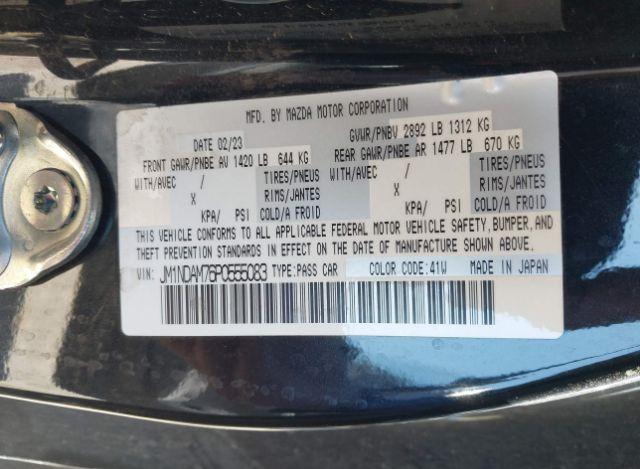 MFD. BY MAZDA MOTOR CORPORATION
DATE 02/23 GVWR/PNBV 2892 LB 1312 KG
FRONT GAWR/PNBE AV 1420 LB 644 KG REAR GAWR/PNBE AR 1477 LB 670 KG
WITH/AVEC / TIRES/PNEUS WITH/AVEC / TIRES/PNEUS
X RIMS/JANTES X RIMS/JANTES
KPA/ PSI COLD/A FROID KPA/ PSI COLD/A FROID
THIS VEHICLE CONFORMS TO ALL APPLICABLE FEDERAL MOTOR VEHICLE SAFETY, BUMPER, AND
THEFT PREVENTION STANDARDS IN EFFECT ON THE DATE OF MANUFACTURE SHOWN ABOVE.
VIN: JM1NDAM76P0555083 TYPE:PASS CAR COLOR CODE:41W MADE IN JAPAN